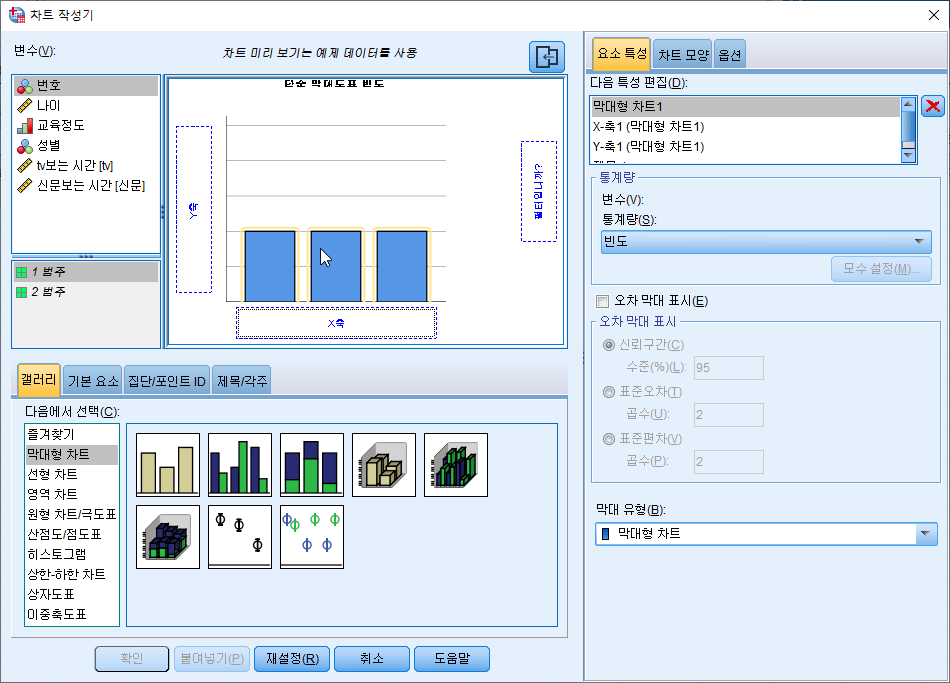 차트 작성기
변수(V):
차트 미리 보기는 예제 데이터를 사용
번호
나이
교육정도
성별
tv보는 시간 [tv]
신문보는 시간 [신문]
1 범주
2 범주
단순 막대도표 빈도
Y축
X축
필터입니까?
갤러리
기본 요소
집단/포인트 ID
제목/각주
다음에서 선택(C):
즐겨찾기
막대형 차트
선형 차트
영역 차트
원형 차트/극도표
산점도/점도표
히스토그램
상한-하한 차트
상자도표
이중축도표
확인
붙여넣기(P)
재설정(R)
취소
도움말
요소 특성
차트 모양
옵션
다음 특성 편집(D):
막대형 차트1
X-축1 (막대형 차트1)
Y-축1 (막대형 차트1)
통계량
변수(V):
통계량(S):
빈도
모수 설정(M)...
오차 막대 표시(E)
오차 막대 표시
신뢰구간(C)
수준(%)(L): 95
표준오차(T)
곱수(U): 2
표준편차(V)
곱수(P): 2
막대 유형(B):
막대형 차트